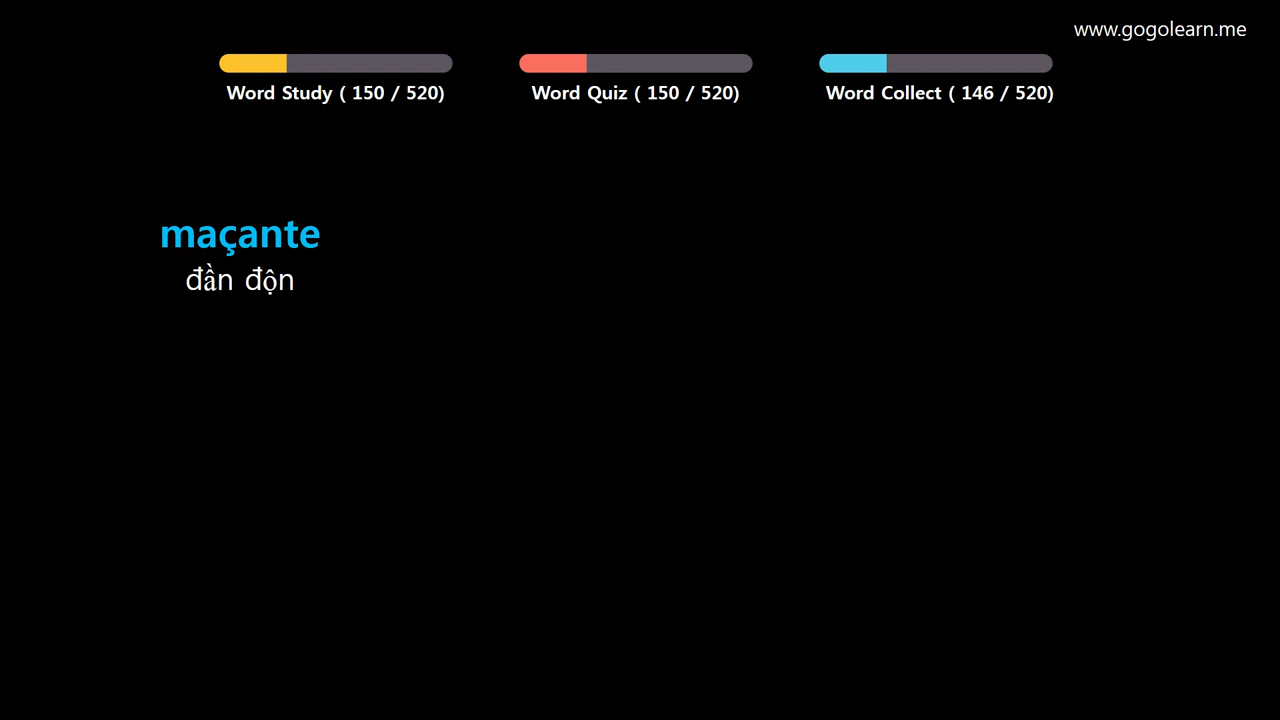 www.gogolearn.me
Word Study ( 150 / 520)
Word Quiz ( 150 / 520)
Word Collect ( 146 / 520)
maçante
đần độn